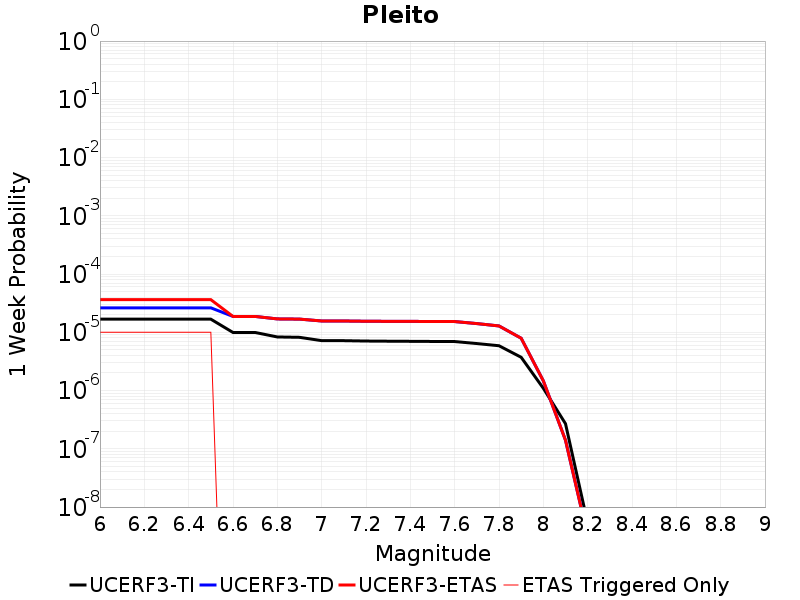 Pleito
1 Week Probability
10^0
10^-1
10^-2
10^-3
10^-4
10^-5
10^-6
10^-7
10^-8
6 6.2 6.4 6.6 6.8 7 7.2 7.4 7.6 7.8 8 8.2 8.4 8.6 8.8 9
Magnitude
UCERF3-TI UCERF3-TD UCERF3-ETAS ETAS Triggered Only